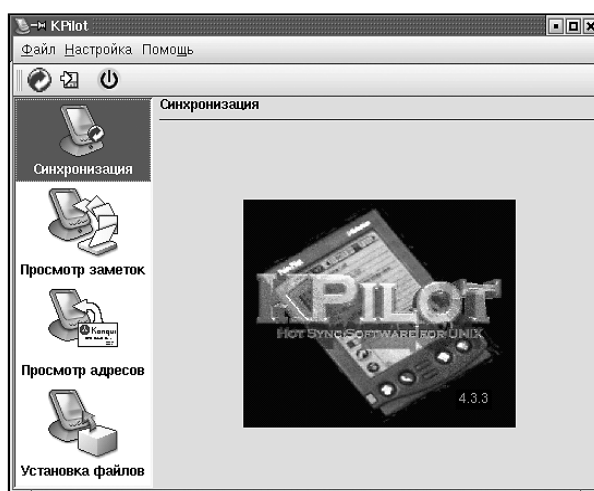 KPilot
Файл Настройка Помощь
Синхронизация
Синхронизация
Просмотр заметок
Konqui
Просмотр адресов
Установка файлов
KPILOT
HOT SYNC SOFTWARE FOR UNIX
4.3.3